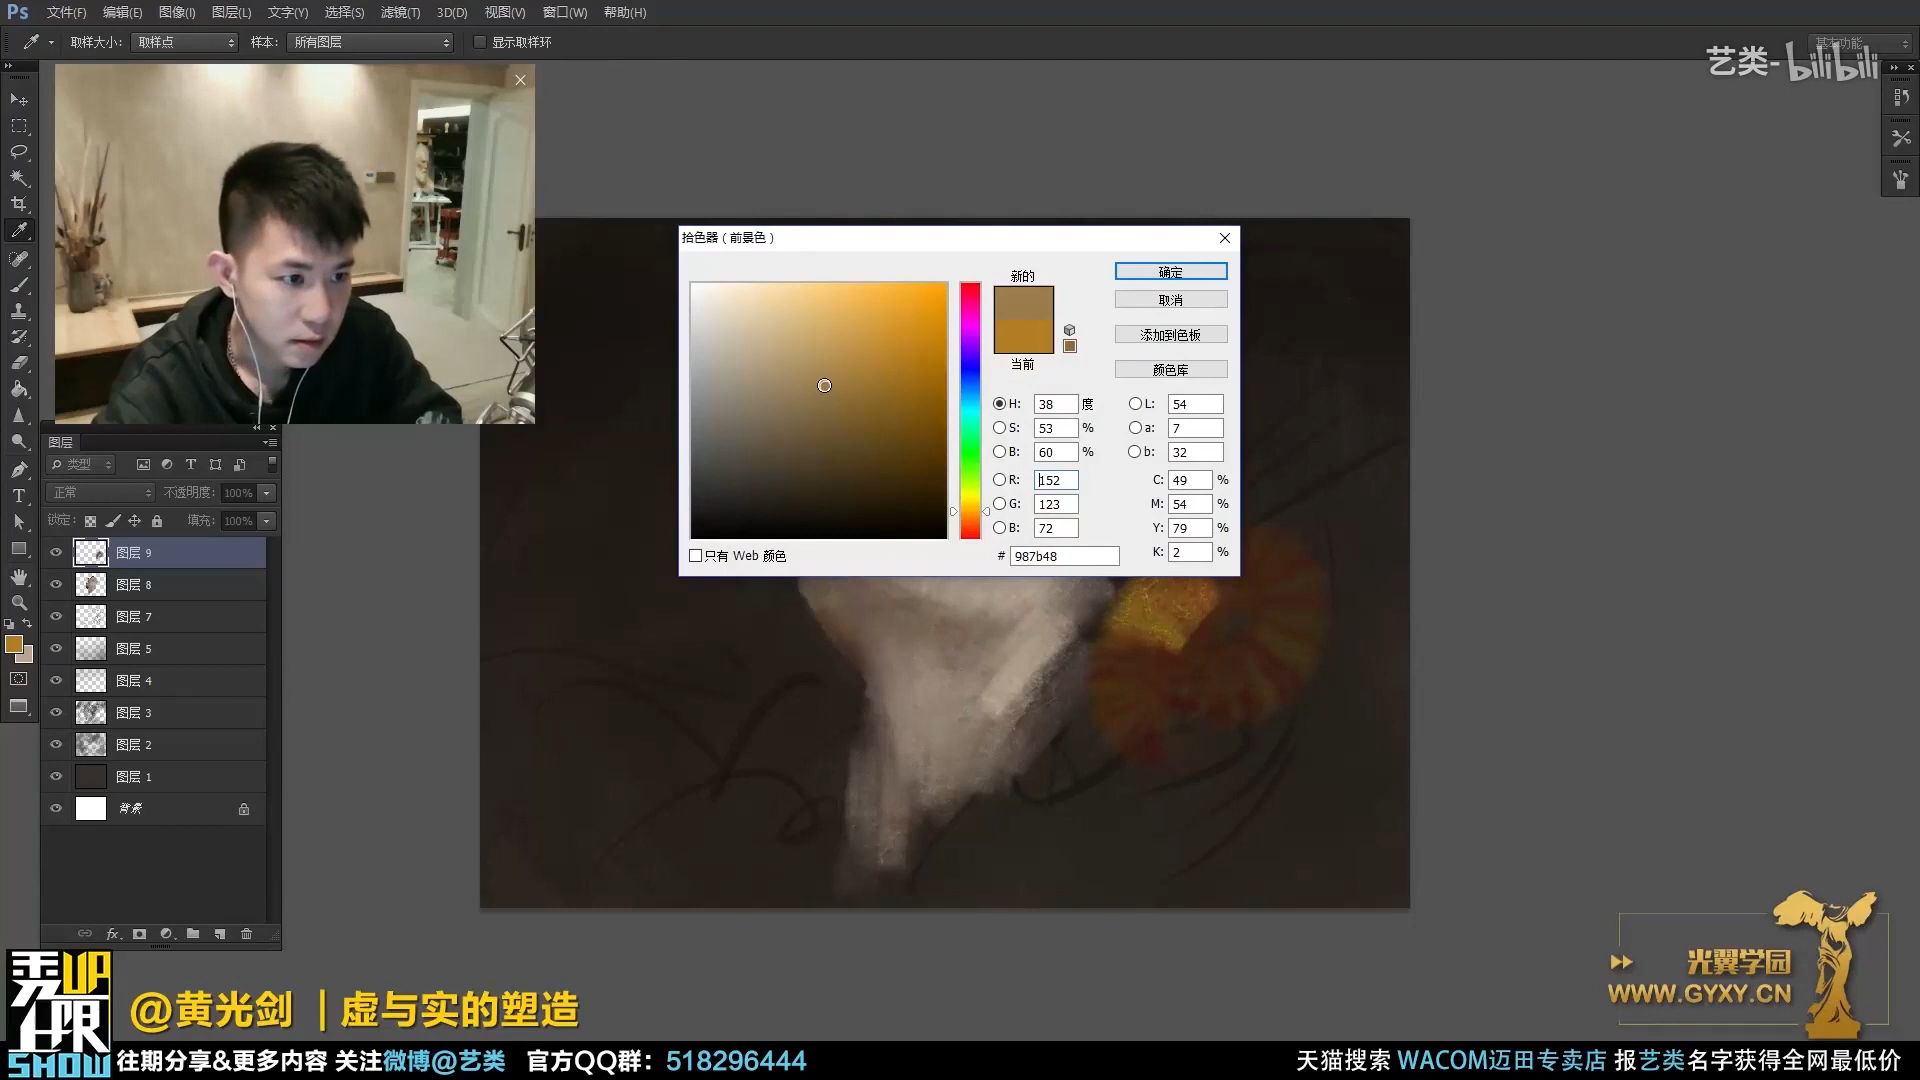 Ps 文件(F) 编辑(E) 图像(I) 图层(L) 文字(Y) 选择(S) 滤镜(T) 3D(D) 视图(V) 窗口(W) 帮助(H)
取样大小: 取样点 样本: 所有图层 显示取样环 基本功能
艺类-bilibili
拾色器（前景色）
新的
当前
确定
取消
添加到色板
颜色库
H: 38 度 L: 54
S: 53 % a: 7
B: 60 % b: 32
R: 152 C: 49 %
G: 123 M: 54 %
B: 72 Y: 79 %
# 987b48 K: 2 %
只有 Web 颜色
图层
类型
正常 不透明度: 100%
锁定: 填充: 100%
图层 9
图层 8
图层 7
图层 5
图层 4
图层 3
图层 2
图层 1
背景
fx
光翼学园
WWW.GYXY.CN
UP
SHOW
@黄光剑 | 虚与实的塑造
往期分享&更多内容 关注微博@艺类 官方QQ群: 518296444
天猫搜索 WACOM迈田专卖店 报艺类名字获得全网最低价